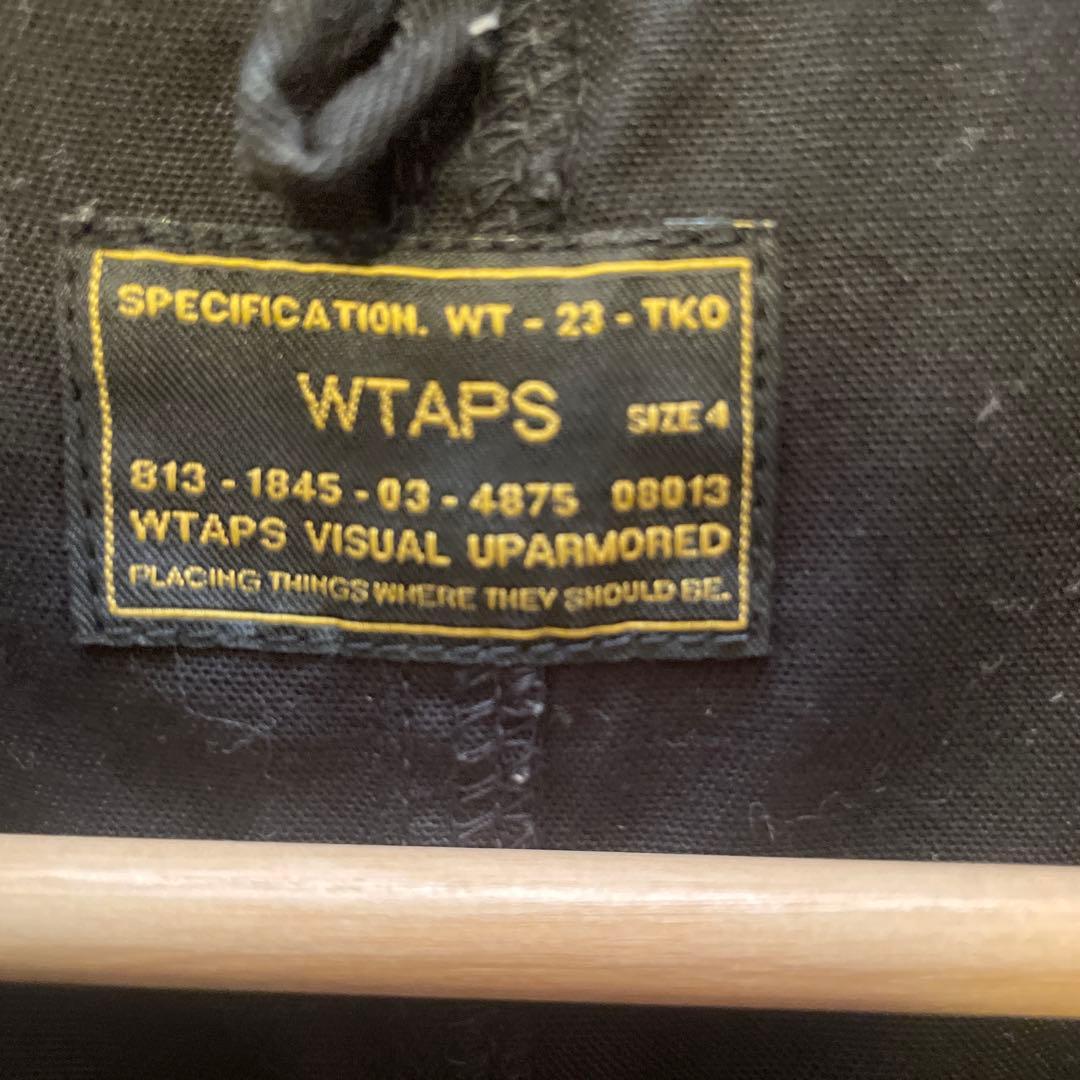 SPECIFICATION. WT - 23 - TKO
WTAPS SIZE 4
813 - 1845 - 03 - 4875 08013
WTAPS VISUAL UPARMORED
PLACING THINGS WHERE THEY SHOULD BE.